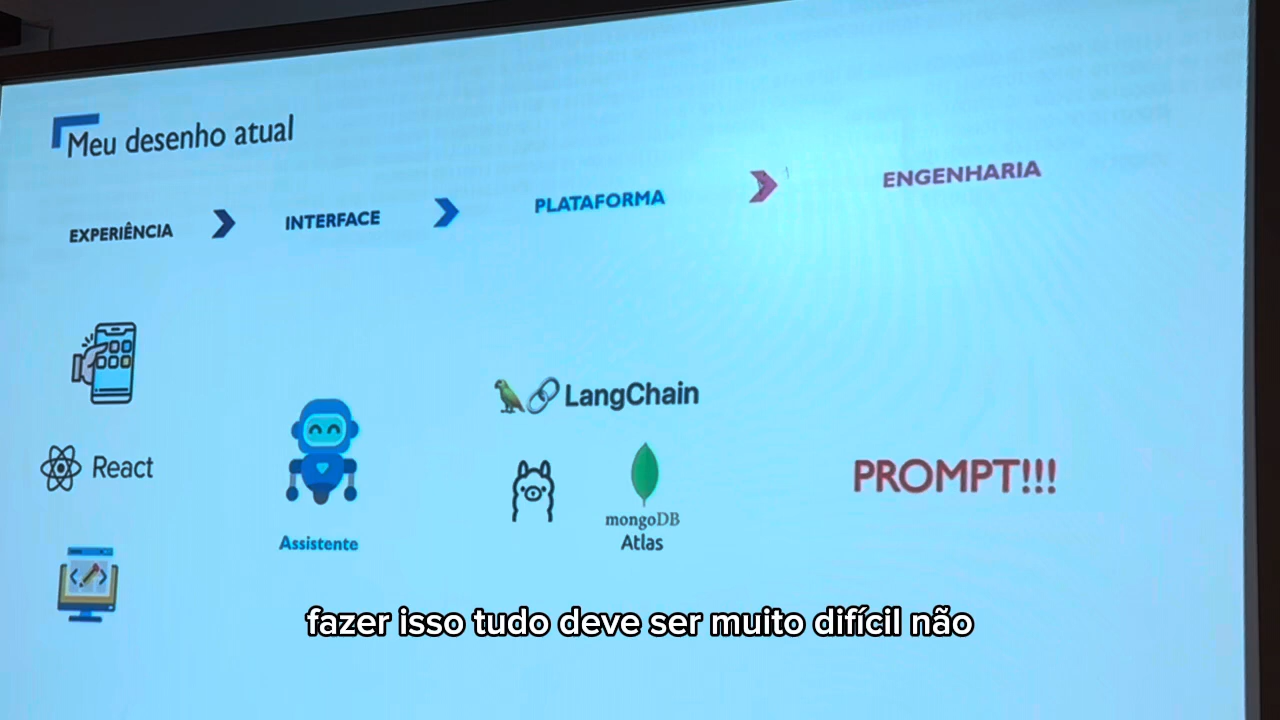 Meu desenho atual
EXPERIÊNCIA
INTERFACE
PLATAFORMA
ENGENHARIA
LangChain
React
PROMPT!!!
mongoDB
Atlas
Assistente
fazer isso tudo deve ser muito difícil não